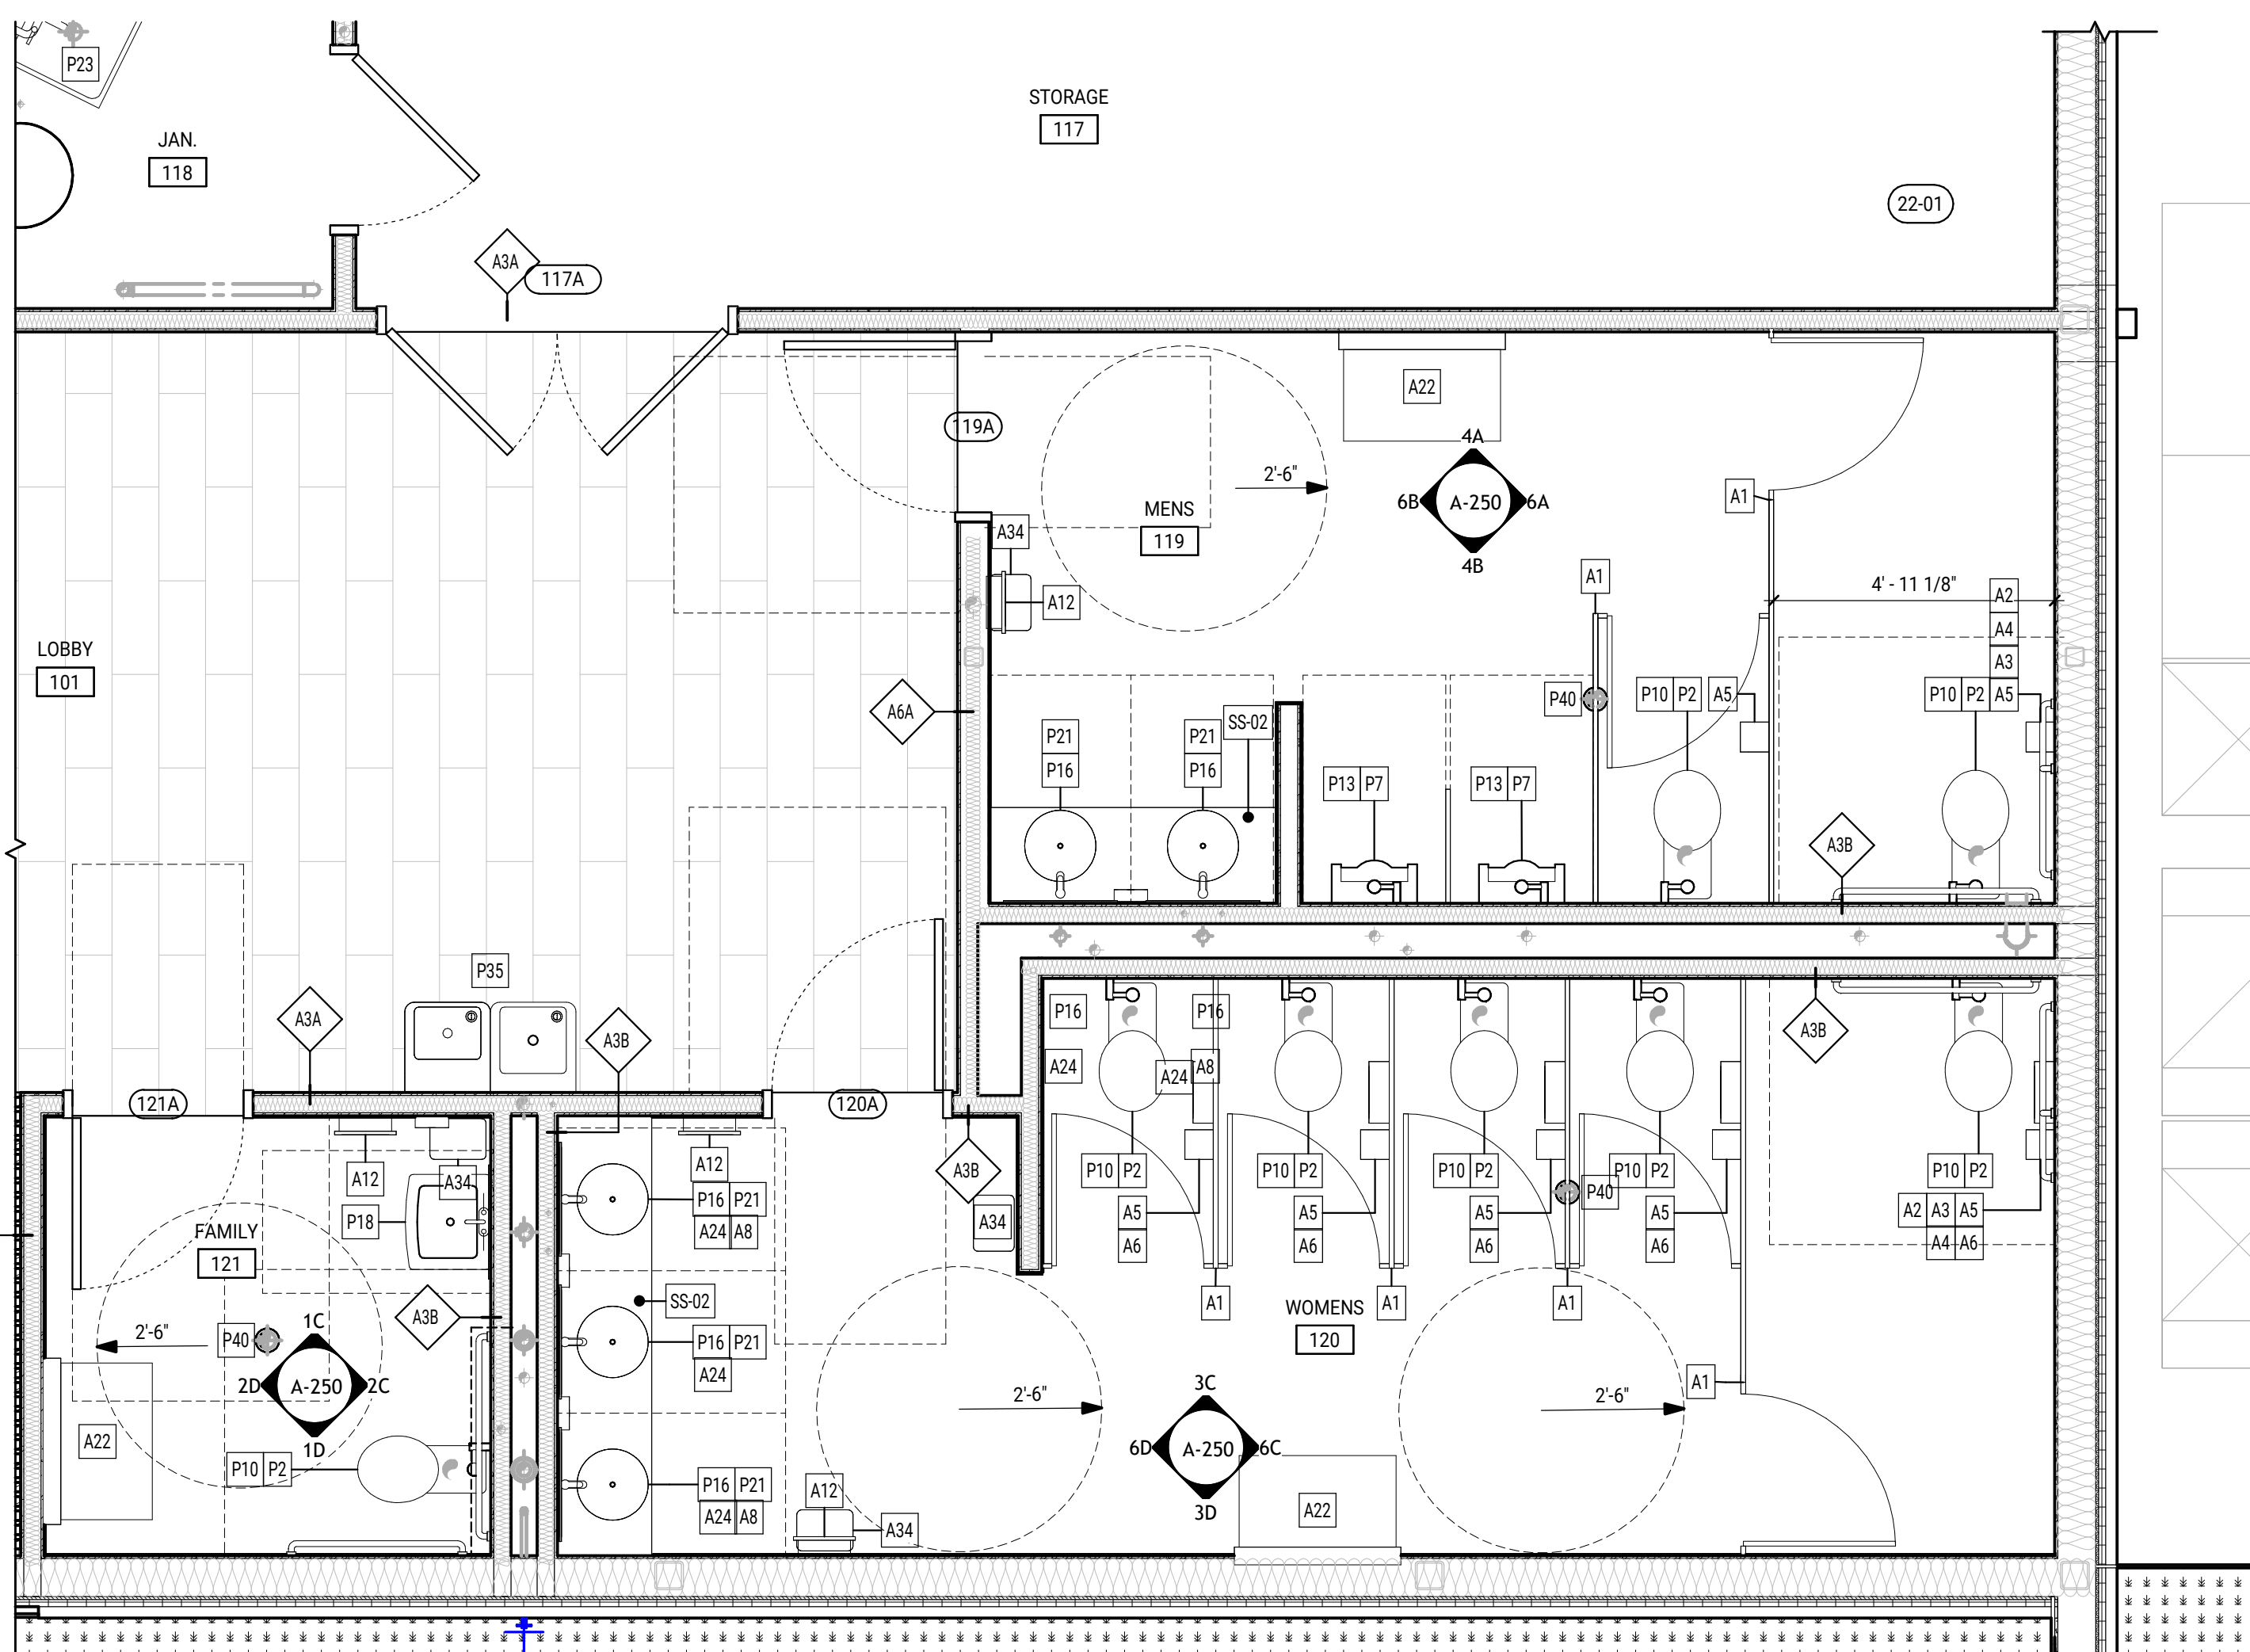 P23
STORAGE
117
JAN.
118
22-01
A3A
117A
A22
119A
4A
2'-6"
6B
A-250
6A
A1
MENS
119
A34
4B
A1
4' - 11 1/8"
A12
A2
A4
A3
LOBBY
101
A6A
P40
P10 P2
A5
P10 P2 A5
SS-02
P21
P16
P21
P16
P13 P7
P13 P7
A3B
P35
P16
P16
A3A
A3B
A3B
A24
A24
A8
121A
120A
A12
A34
A12
A3B
P10 P2
P10 P2
P10 P2
P10 P2
P10 P2
P16 P21
P40
P18
A34
A5
A5
A5
A5
A2 A3 A5
FAMILY
A24 A8
A6
A6
A6
A6
A4 A6
121
SS-02
A1
A1
A1
A3B
WOMENS
120
1C
2'-6"
P40
P16 P21
A24
2D
A-250
2C
A1
2'-6"
2'-6"
3C
A22
1D
6D
A-250
6C
P10 P2
P16 P21
A12
A24 A8
3D
A22
A34